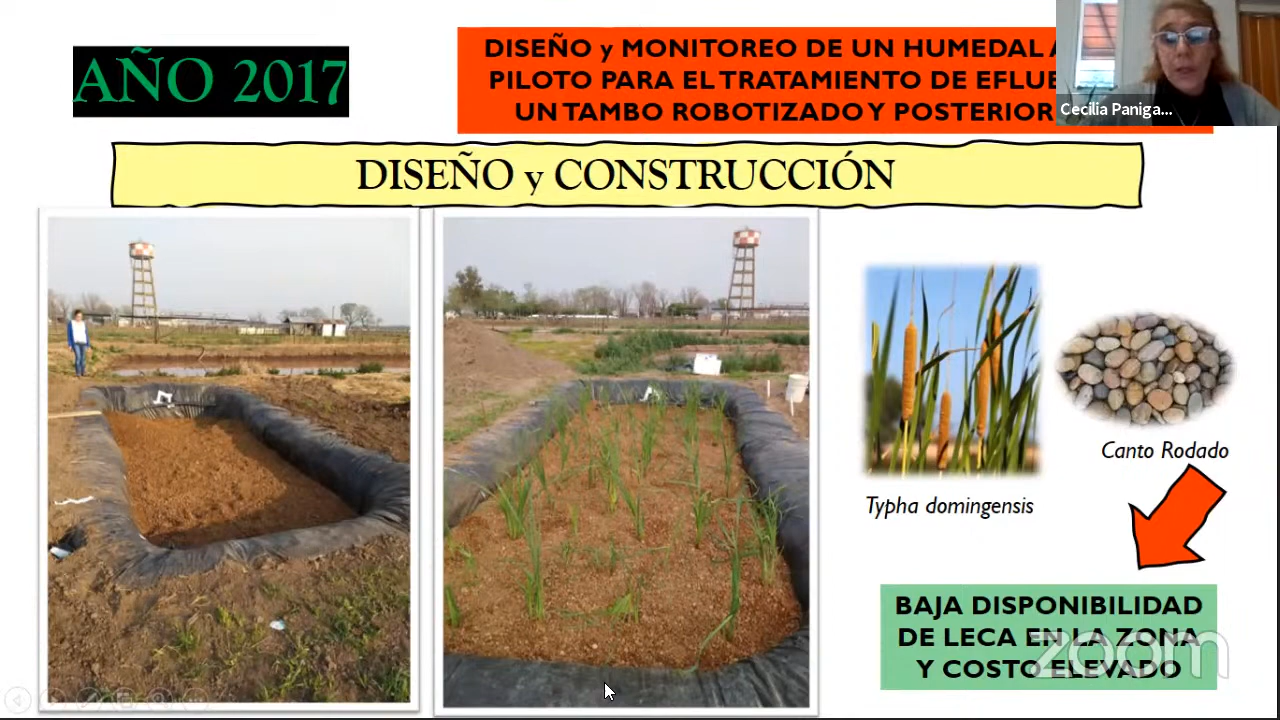 AÑO 2017
DISEÑO y MONITOREO DE UN HUMEDAL
PILOTO PARA EL TRATAMIENTO DE
UN TAMBO ROBOTIZADO Y POSTERIOR
Cecilia Paniga...
DISEÑO y CONSTRUCCIÓN
Canto Rodado
Typha domingensis
BAJA DISPONIBILIDAD
DE LECA EN LA ZONA
Y COSTO ELEVADO
zoom